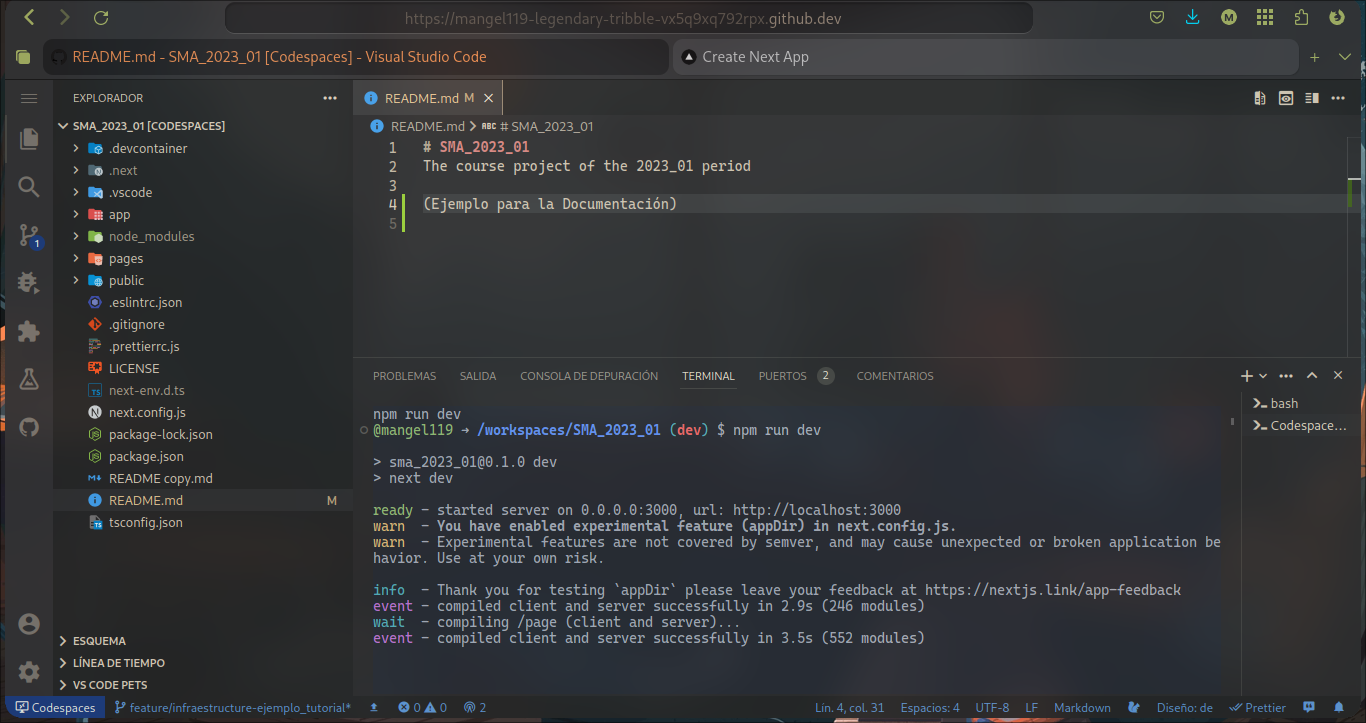 https://mangel119-legendary-tribble-vx5q9xq792rpx.github.dev
M
README.md - SMA_2023_01 [Codespaces] - Visual Studio Code
Create Next App
EXPLORADOR
SMA_2023_01 [CODESPACES]
.devcontainer
.next
.vscode
app
node_modules
pages
public
.eslintrc.json
.gitignore
.prettierrc.js
LICENSE
next-env.d.ts
next.config.js
package-lock.json
package.json
README copy.md
README.md M
tsconfig.json
ESQUEMA
LÍNEA DE TIEMPO
VS CODE PETS
1
README.md M
README.md > ABC # SMA_2023_01
1 # SMA_2023_01
2 The course project of the 2023_01 period
3
4 (Ejemplo para la Documentación)
5
PROBLEMAS SALIDA CONSOLA DE DEPURACIÓN TERMINAL PUERTOS 2 COMENTARIOS
npm run dev
@mangel119 → /workspaces/SMA_2023_01 (dev) $ npm run dev
> sma_2023_01@0.1.0 dev
> next dev
ready - started server on 0.0.0.0:3000, url: http://localhost:3000
warn - You have enabled experimental feature (appDir) in next.config.js.
warn - Experimental features are not covered by semver, and may cause unexpected or broken application be
havior. Use at your own risk.
info - Thank you for testing `appDir` please leave your feedback at https://nextjs.link/app-feedback
event - compiled client and server successfully in 2.9s (246 modules)
wait - compiling /page (client and server)...
event - compiled client and server successfully in 3.5s (552 modules)
bash
Codespace...
Codespaces feature/infraestructure-ejemplo_tutorial* 0 0 2 Lín. 4, col. 31 Espacios: 4 UTF-8 LF Markdown Diseño: de Prettier